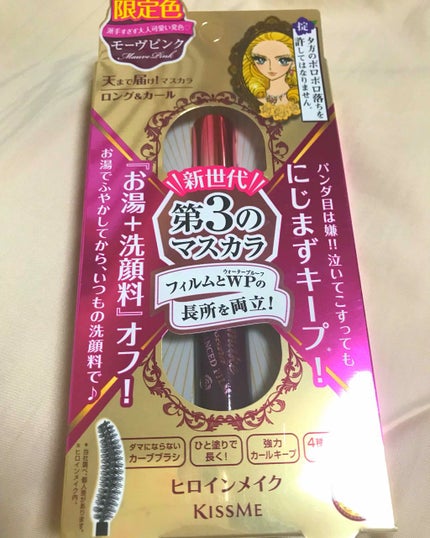 限定色
派手すぎず大人可愛い発色
モーヴピンク
Mauve Pink
天まで届け!マスカラ
ロング&カール
掟
夕方のポロポロ落ちを
許してはなりません。
パンダ目は嫌!!泣いてこすっても
にじまずキープ!
新世代
第3の
マスカラ
ウォータープルーフ
フィルムとWPの
長所を両立!
『お湯+洗顔料』オフ!
お湯でふやかしてから、いつもの洗顔料で♪
ダマにならない
カーブブラシ
ひと塗りで
長く!
強力
カールキープ
4種
ヒロインメイク
KISSME